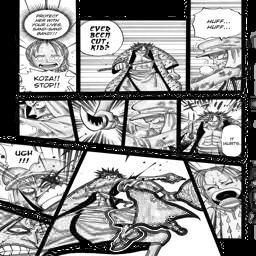 PROTECT
HER WITH
YOUR LIVES,
SAND-SAND
BAND!!!
KOZA!!
STOP!!
EVER
BEEN
CUT,
KID?
HUFF...
HUFF...
IT
HURTS.
UGH
!!!